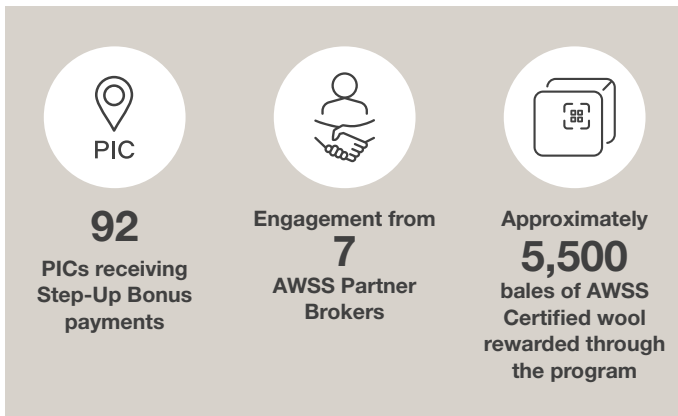 PIC
92
PICs receiving
Step-Up Bonus
payments
Engagement from
7
AWSS Partner
Brokers
Approximately
5,500
bales of AWSS
Certified wool
rewarded through
the program